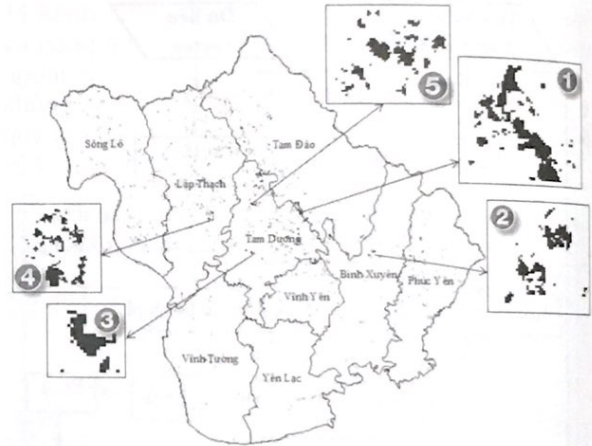 5
1
Sông Lô
Tam Đảo
Lập Thạch
2
Tam Dương
4
Bình Xuyên
Phúc Yên
Vĩnh Yên
3
Vĩnh Tường
Yên Lạc